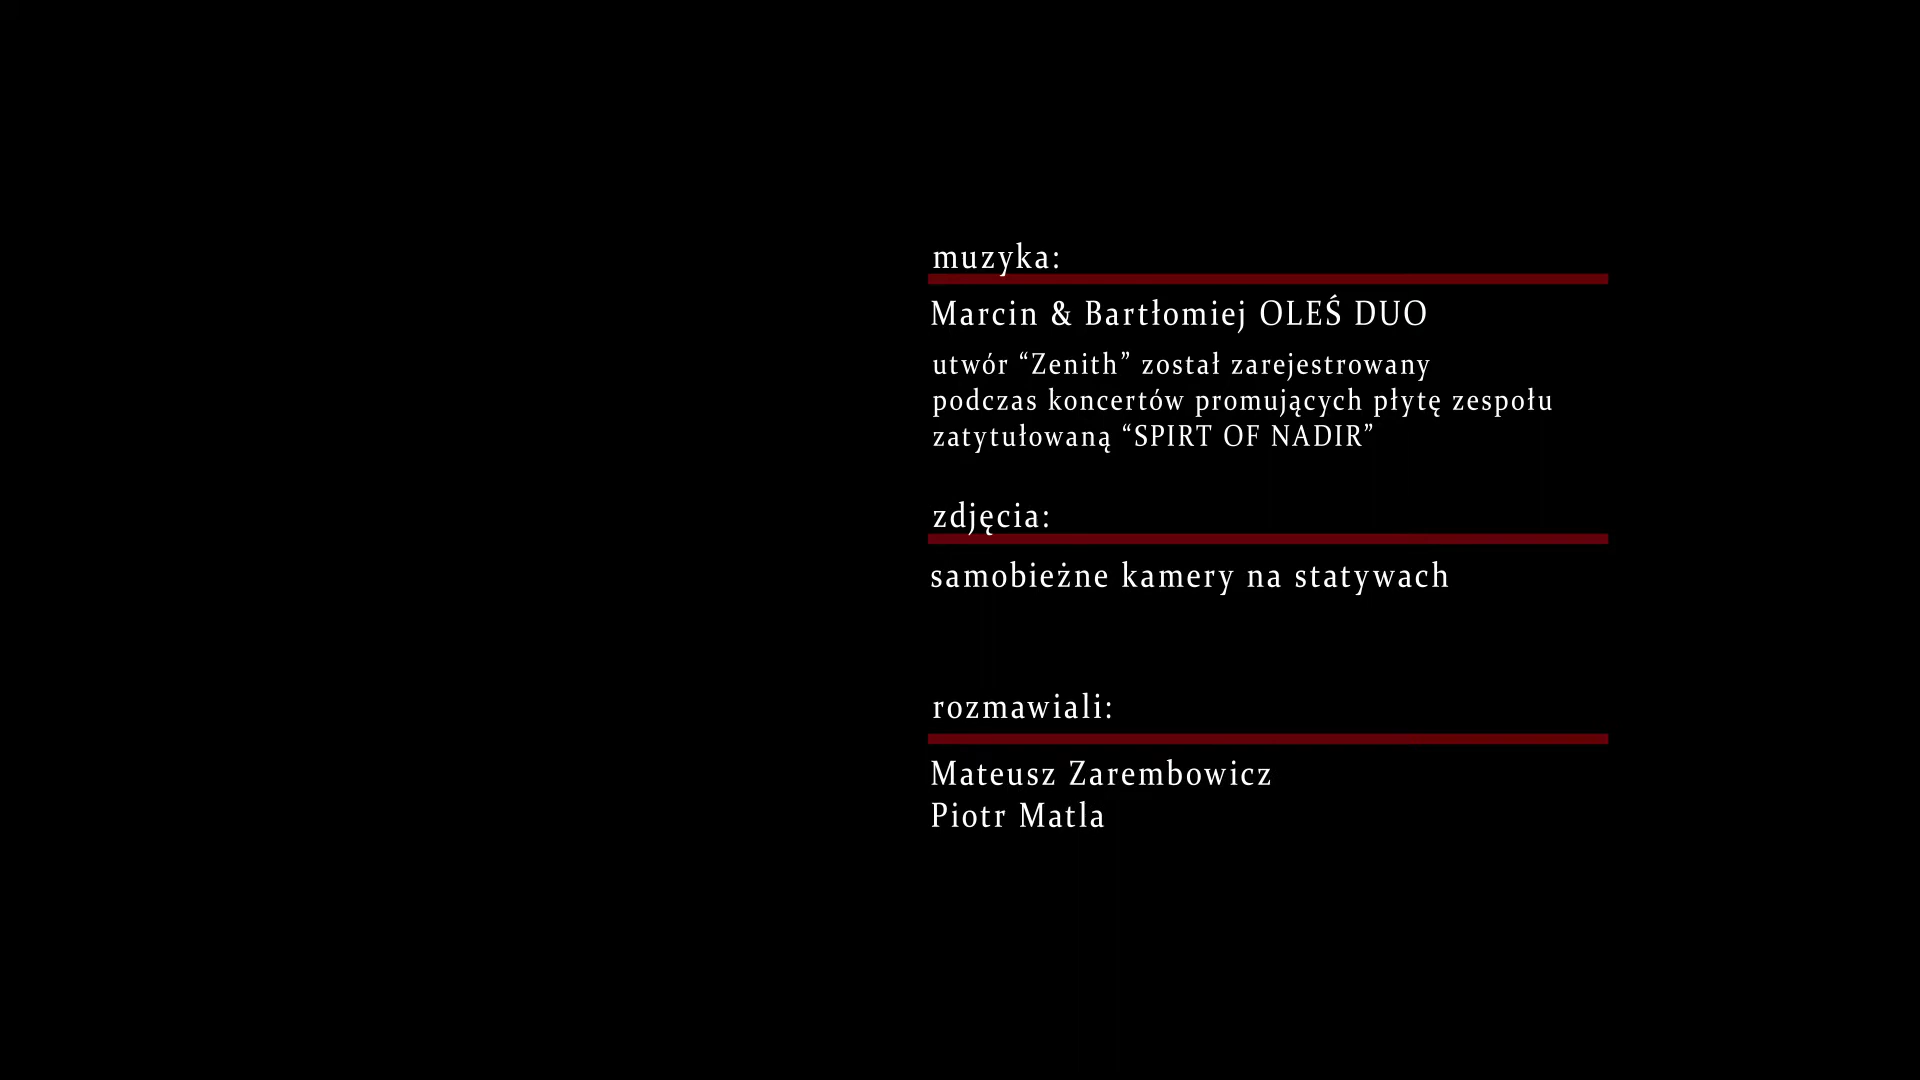 muzyka:
Marcin & Bartłomiej OLEŚ DUO
utwór “Zenith” został zarejestrowany
podczas koncertów promujących płytę zespołu
zatytułowaną “SPIRT OF NADIR”
zdjęcia:
samobieżne kamery na statywach
rozmawiali:
Mateusz Zarembowicz
Piotr Matla